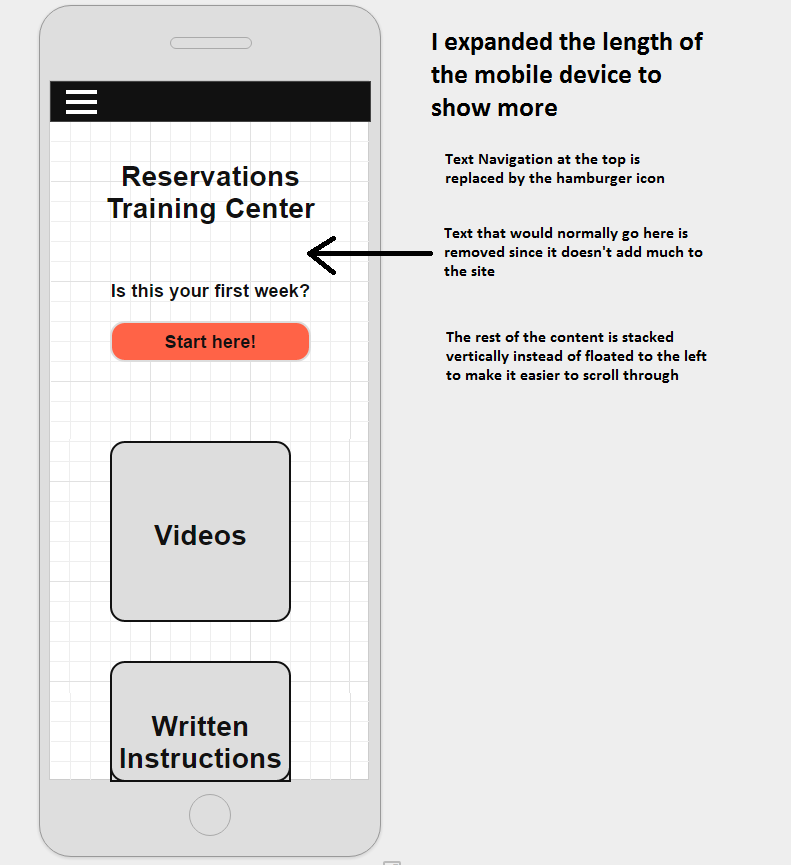 I expanded the length of
the mobile device to
show more
Text Navigation at the top is
replaced by the hamburger icon
Reservations
Training Center
Text that would normally go here is
removed since it doesn't add much to
the site
Is this your first week?
Start here!
The rest of the content is stacked
vertically instead of floated to the left
to make it easier to scroll through
Videos
Written
Instructions